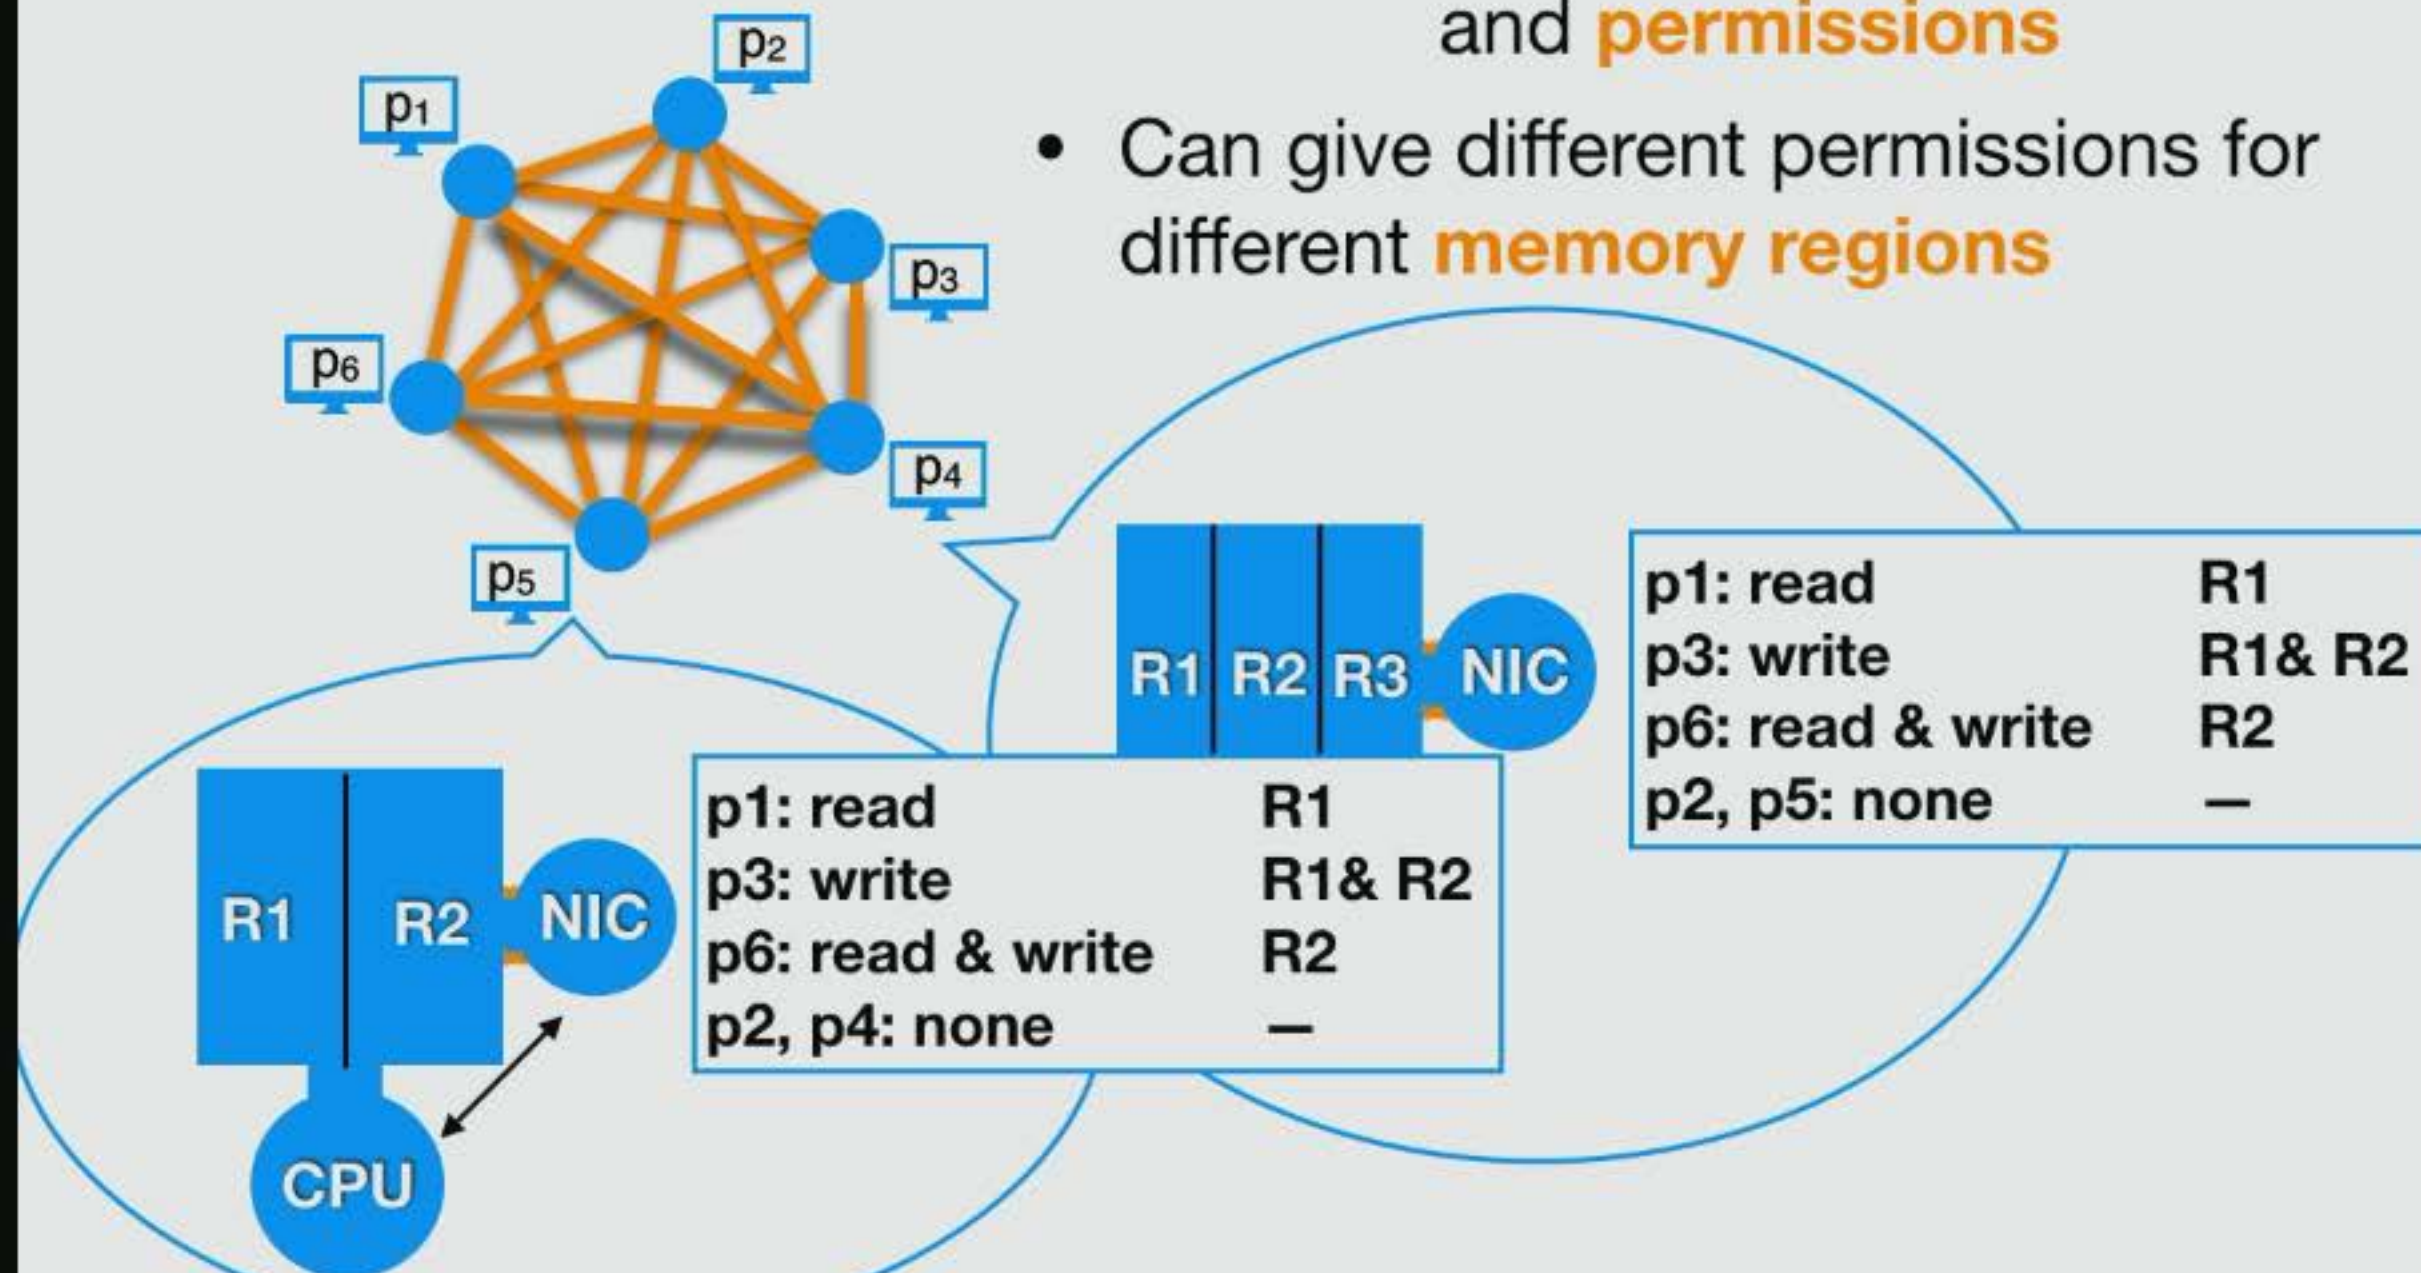 and permissions
• Can give different permissions for
different memory regions
p2
p1
p3
p6
p4
p5
R1 R2 R3 NIC
p1: read R1
p3: write R1& R2
p6: read & write R2
p2, p5: none —
R1 R2 NIC
CPU
p1: read R1
p3: write R1& R2
p6: read & write R2
p2, p4: none —